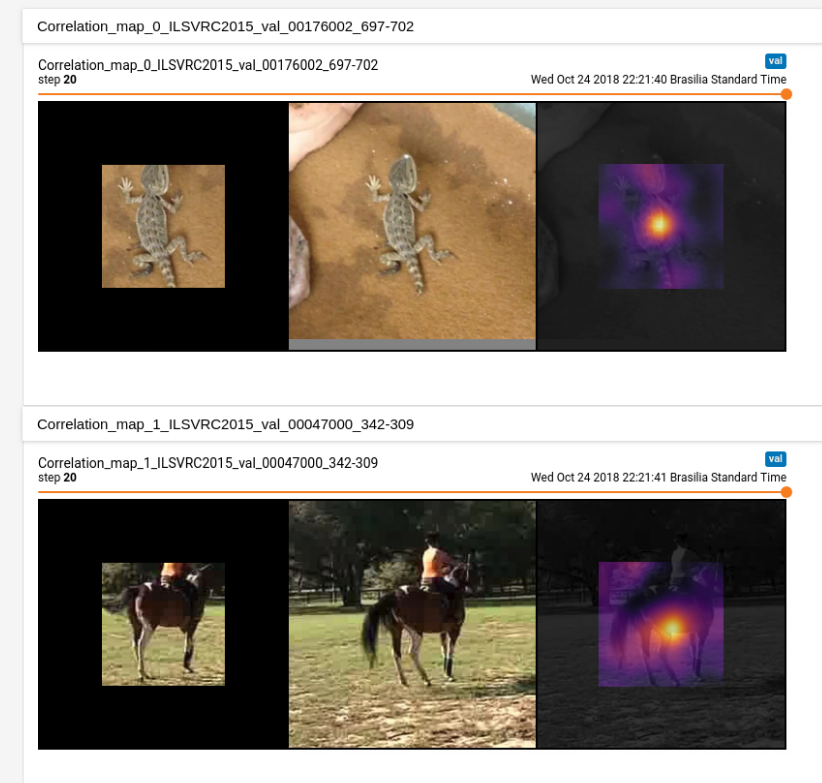 Correlation_map_0_ILSVRC2015_val_00176002_697-702
Correlation_map_0_ILSVRC2015_val_00176002_697-702
val
step 20
Wed Oct 24 2018 22:21:40 Brasilia Standard Time
Correlation_map_1_ILSVRC2015_val_00047000_342-309
Correlation_map_1_ILSVRC2015_val_00047000_342-309
val
step 20
Wed Oct 24 2018 22:21:41 Brasilia Standard Time